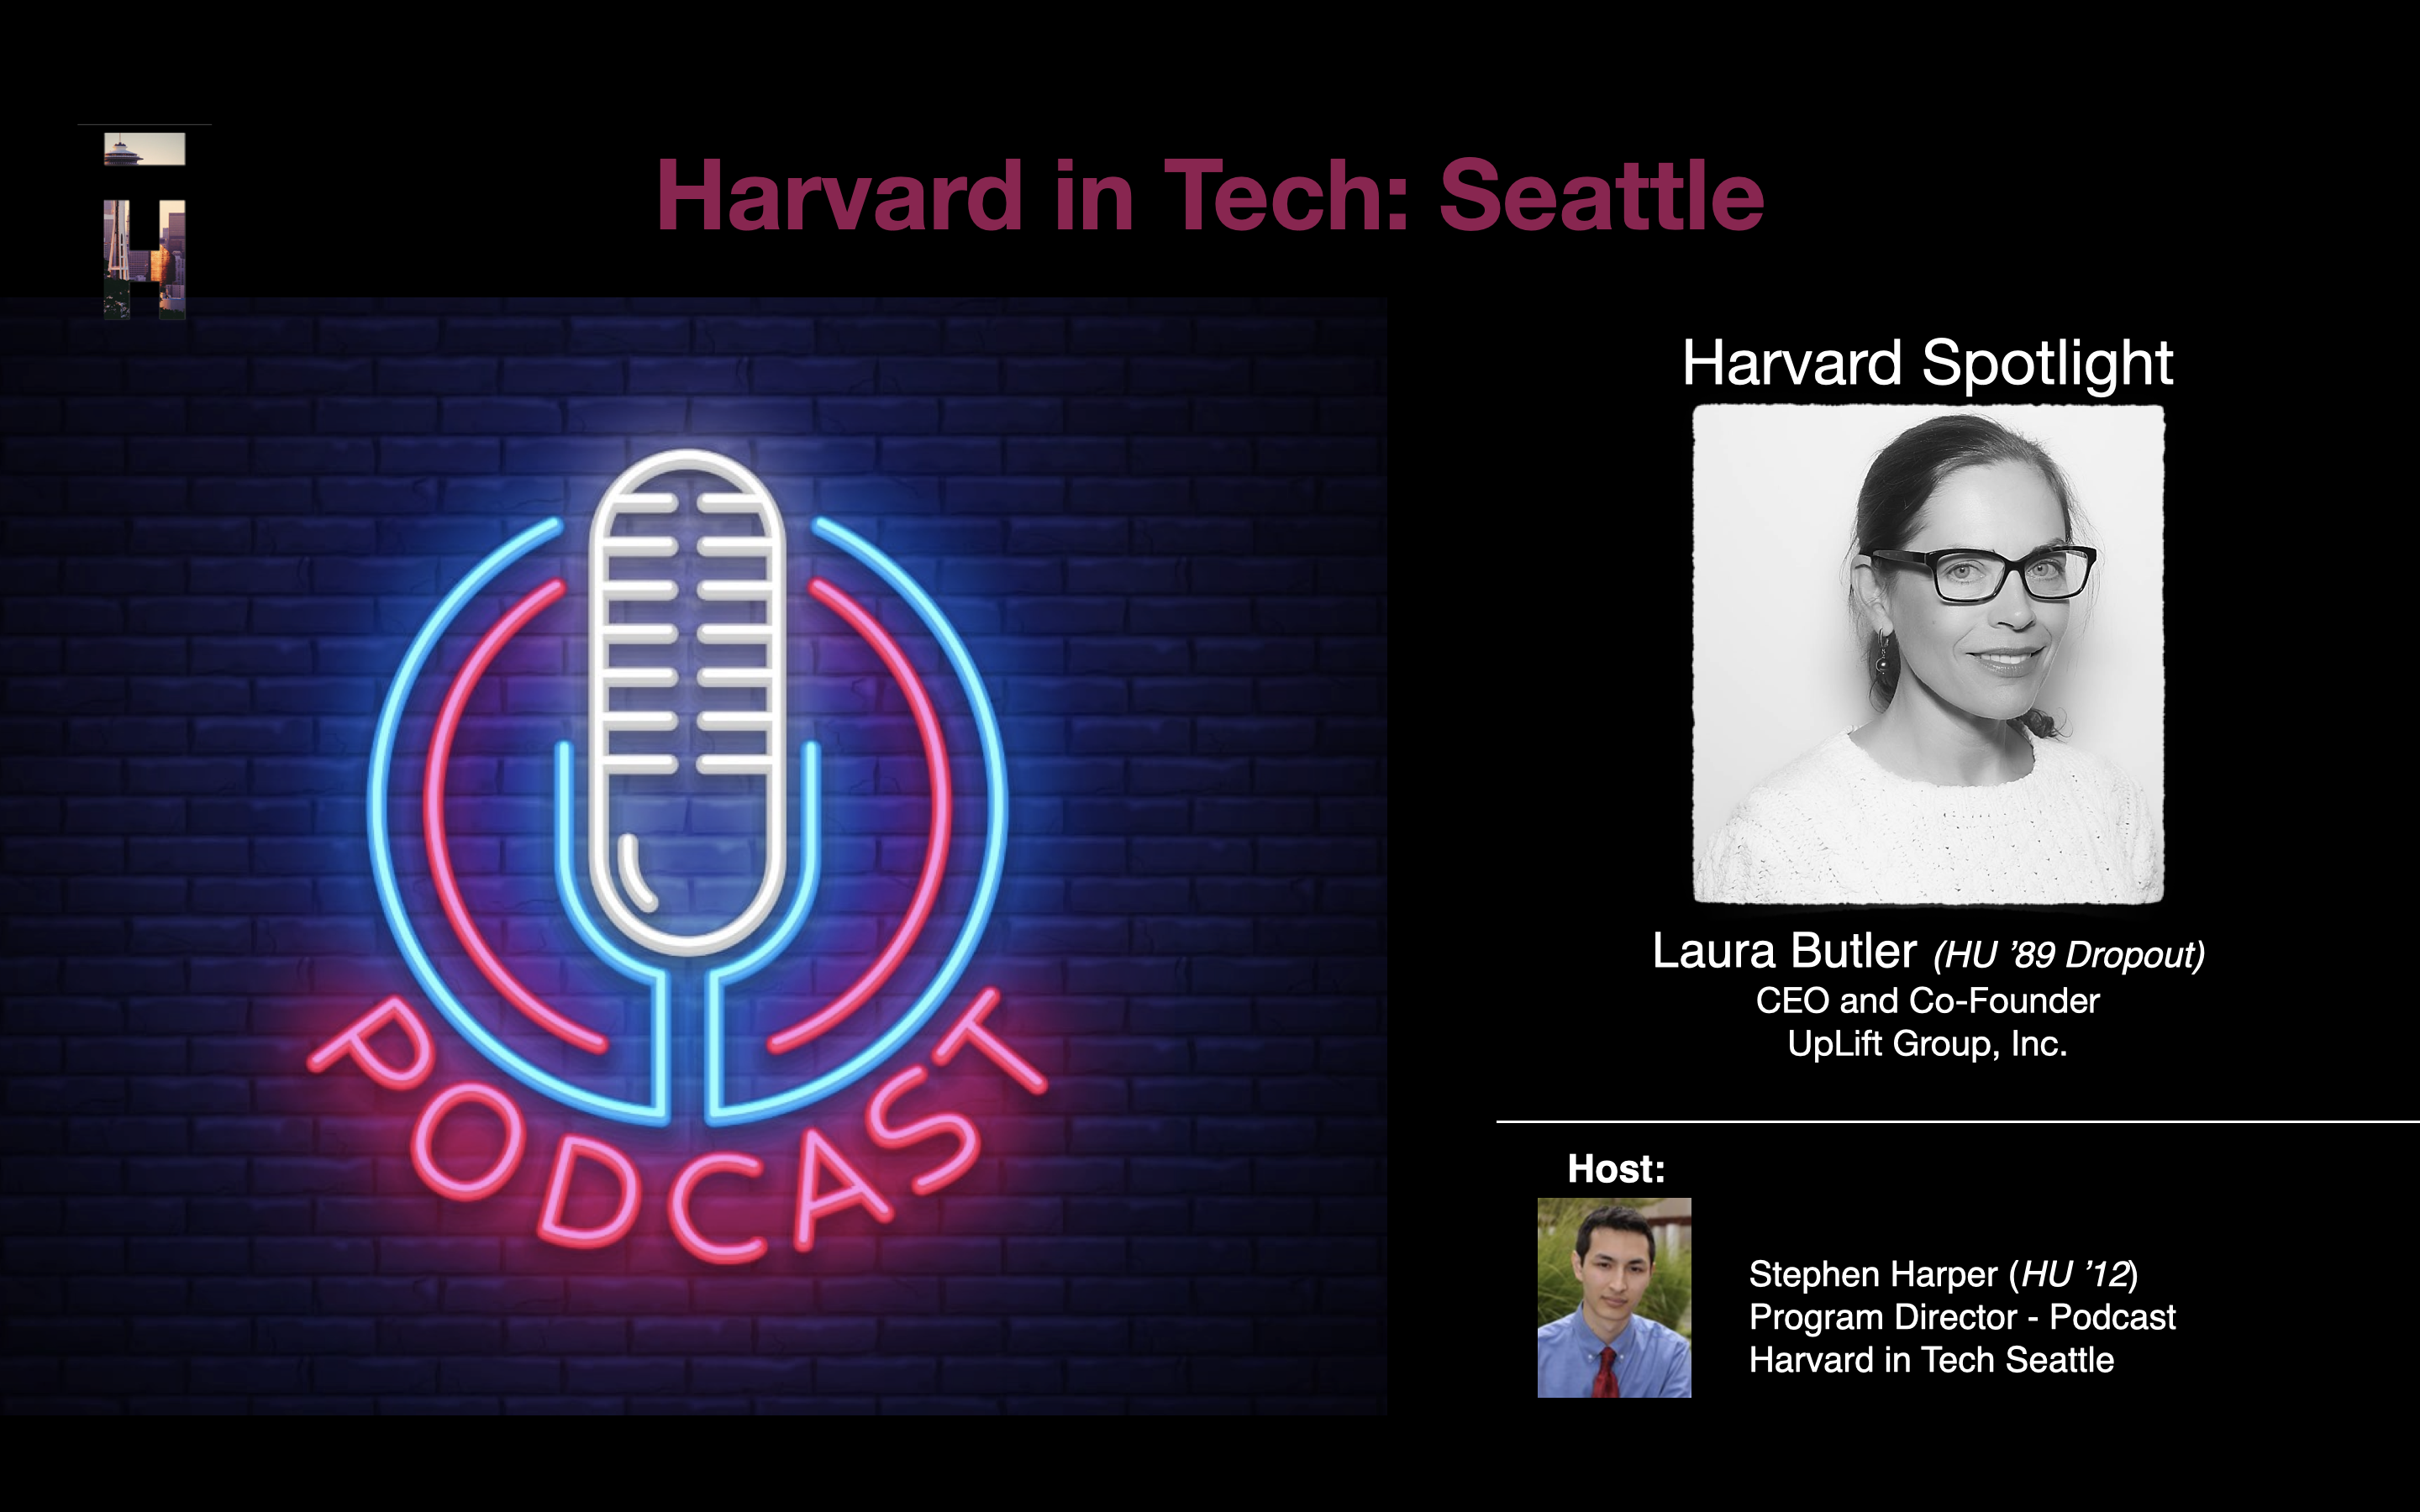 Harvard in Tech: Seattle
PODCAST
Harvard Spotlight
Laura Butler (HU ’89 Dropout)
CEO and Co-Founder
UpLift Group, Inc.
Host:
Stephen Harper (HU ’12)
Program Director - Podcast
Harvard in Tech Seattle